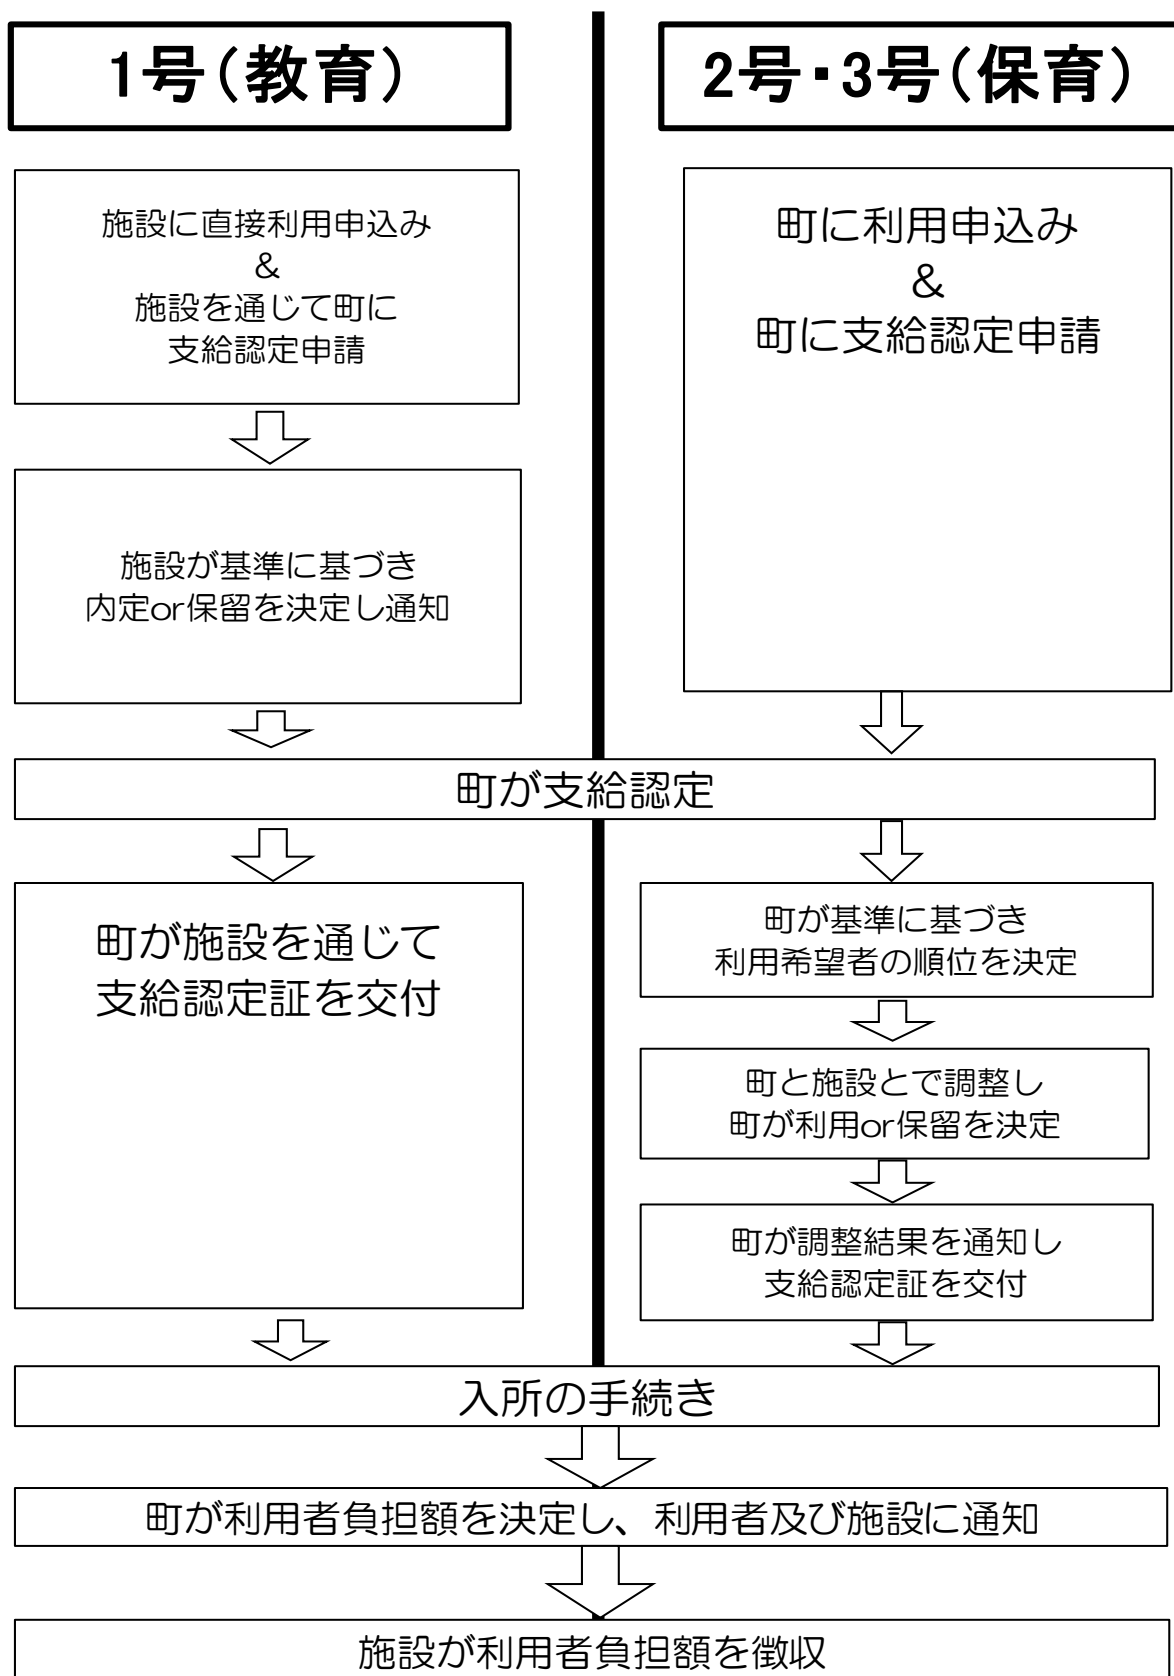 1号(教育)
2号・3号(保育)
施設に直接利用申込み
&
施設を通じて町に
支給認定申請
町に利用申込み
&
町に支給認定申請
施設が基準に基づき
内定or保留を決定し通知
町が支給認定
町が施設を通じて
支給認定証を交付
町が基準に基づき
利用希望者の順位を決定
町と施設とで調整し
町が利用or保留を決定
町が調整結果を通知し
支給認定証を交付
入所の手続き
町が利用者負担額を決定し、利用者及び施設に通知
施設が利用者負担額を徴収